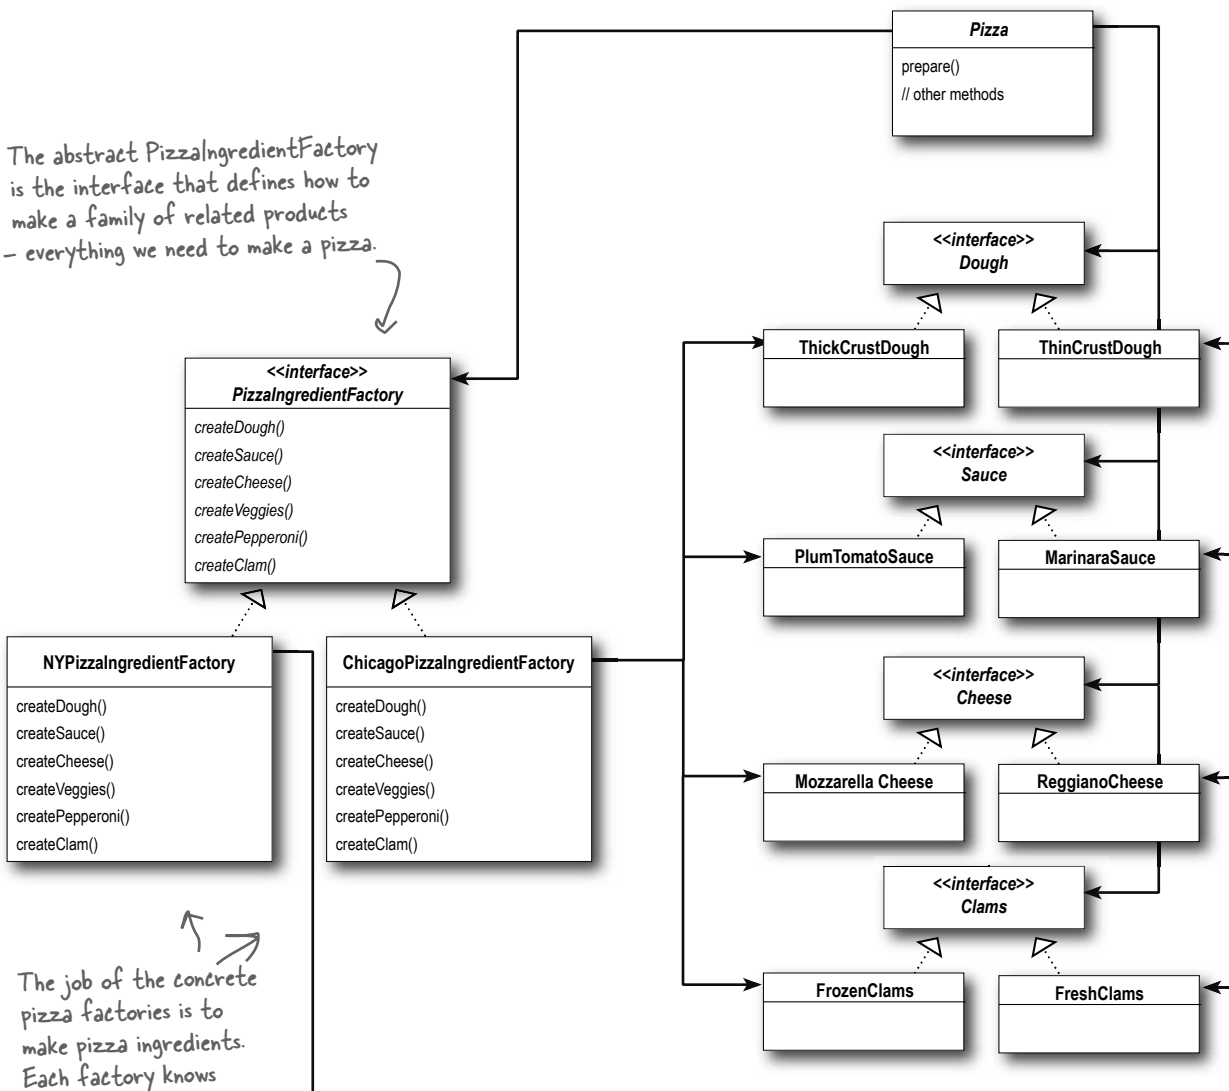 Pizza
prepare()
// other methods
The abstract PizzaIngredientFactory
is the interface that defines how to
make a family of related products
– everything we need to make a pizza.
<<interface>>
PizzaIngredientFactory
createDough()
createSauce()
createCheese()
createVeggies()
createPepperoni()
createClam()
NYPizzaIngredientFactory
createDough()
createSauce()
createCheese()
createVeggies()
createPepperoni()
createClam()
ChicagoPizzaIngredientFactory
createDough()
createSauce()
createCheese()
createVeggies()
createPepperoni()
createClam()
<<interface>>
Dough
ThickCrustDough
ThinCrustDough
<<interface>>
Sauce
PlumTomatoSauce
MarinaraSauce
<<interface>>
Cheese
Mozzarella Cheese
ReggianoCheese
<<interface>>
Clams
FrozenClams
FreshClams
The job of the concrete
pizza factories is to
make pizza ingredients.
Each factory knows